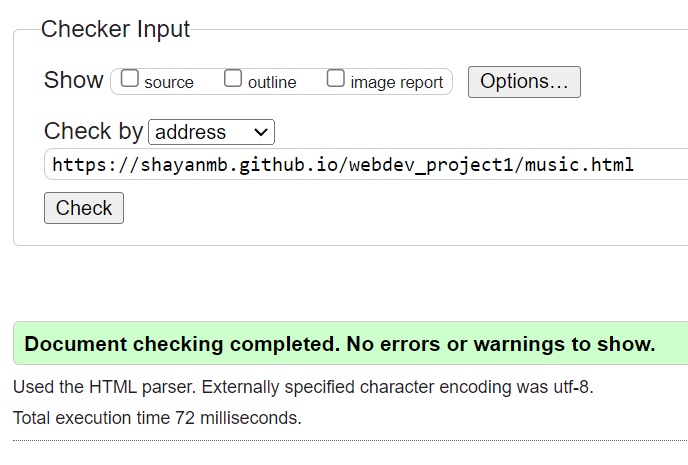 Checker Input
Show source outline image report Options...
Check by address
https://shayanmb.github.io/webdev_project1/music.html
Check
Document checking completed. No errors or warnings to show.
Used the HTML parser. Externally specified character encoding was utf-8.
Total execution time 72 milliseconds.